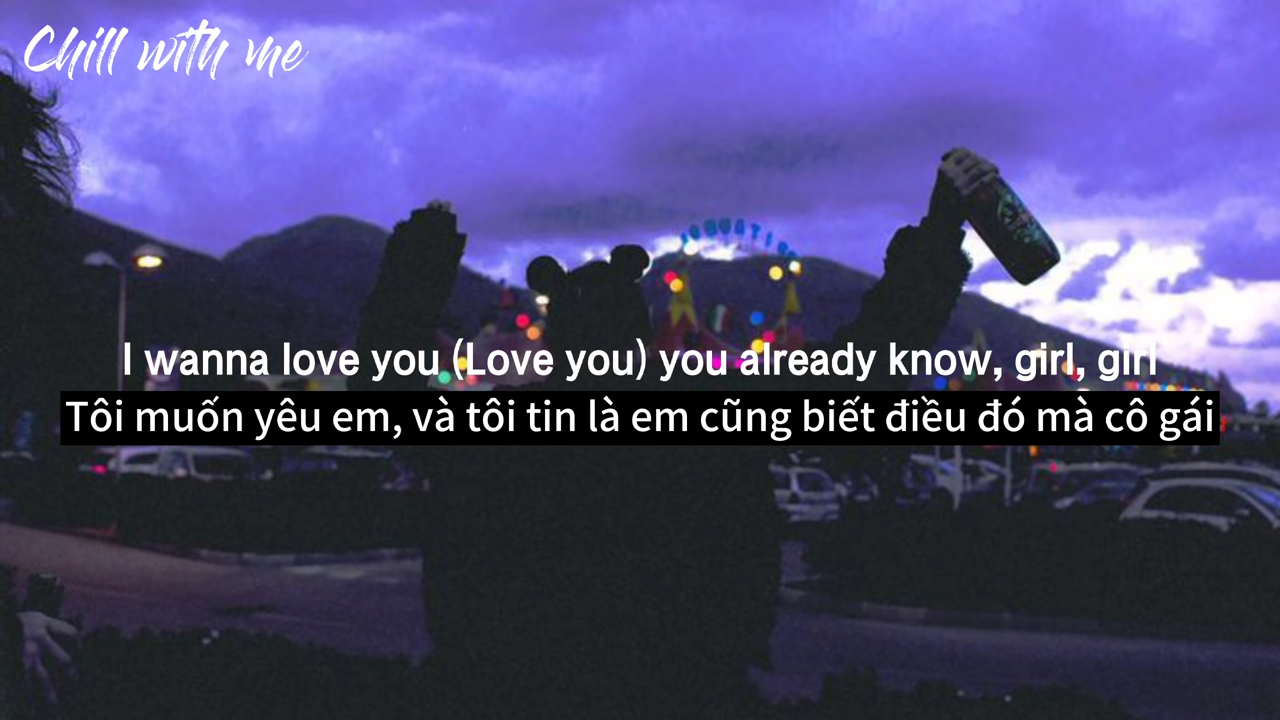 Chill with me
I wanna love you (Love you) you already know, girl, girl
Tôi muốn yêu em, và tôi tin là em cũng biết điều đó mà cô gái